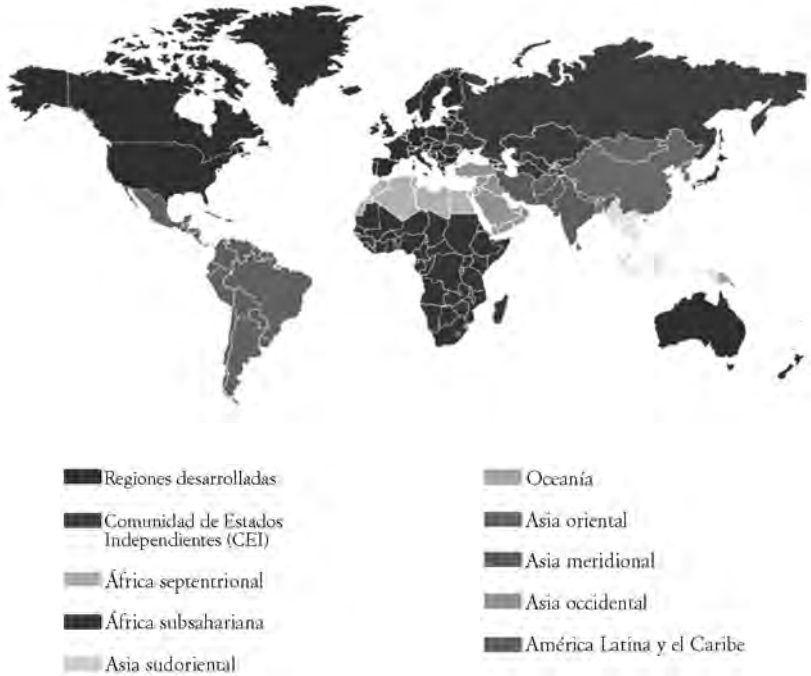 Regiones desarrolladas
Comunidad de Estados
Independientes (CEI)
África septentrional
África subsahariana
Asia sudoriental
Oceanía
Asia oriental
Asia meridional
Asia occidental
América Latina y el Caribe